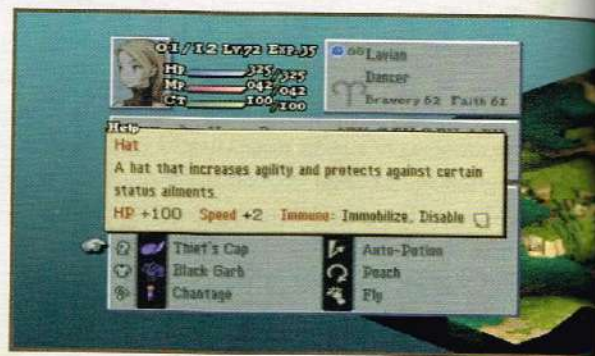 01/12 Lv.72 Exp.35
HP 325/325
MP 042/042
CT 100/100
Lavian
Dancer
Bravery 62 Faith 62
Help
Hat
A hat that increases agility and protects against certain
status ailments.
HP +100 Speed +2 Immune: Immobilize, Disable
Thief's Cap
Black Garb
Chantage
Auto-Potion
Poach
Fly